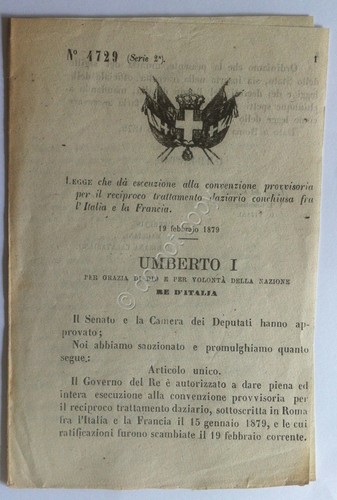 N° 4729 (Serie 2ª). 1
LEGGE che dà esecuzione alla convenzione provvisoria
per il reciproco trattamento daziario conchiusa fra
l'Italia e la Francia.
19 febbraio 1879
UMBERTO I
PER GRAZIA DI DIO E PER VOLONTÀ DELLA NAZIONE
RE D'ITALIA
Il Senato e la Camera dei Deputati hanno ap-
provato;
Noi abbiamo sanzionato e promulghiamo quanto
segue:
Articolo unico.
Il Governo del Re è autorizzato a dare piena ed
intera esecuzione alla convenzione provvisoria per
il reciproco trattamento daziario, sottoscritta in Roma
fra l'Italia e la Francia il 15 gennaio 1879, e le cui
ratificazioni furono scambiate il 19 febbraio corrente.